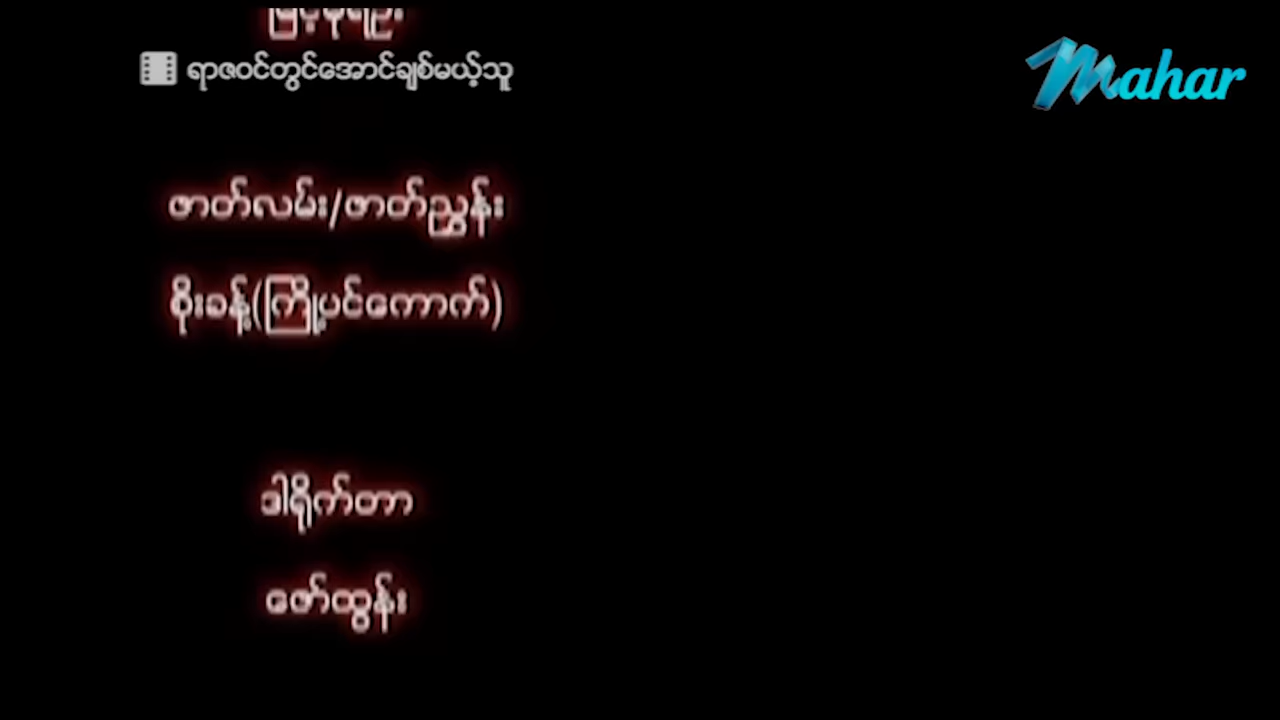 ရာဇဝင်တွင်အောင်ချစ်မယ့်သူ
Mahar
ဇာတ်လမ်း/ဇာတ်ညွှန်း
စိုးခန့်(ကြို့ပင်ကောက်)
ဒါရိုက်တာ
ဇော်ထွန်း